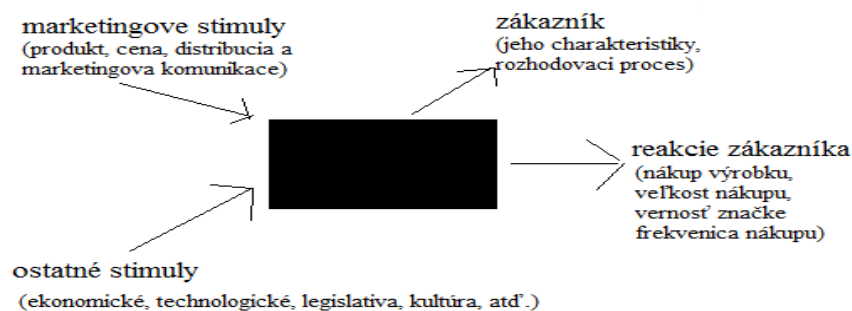 marketingove stimuly
(produkt, cena, distribucia a
marketingova komunikace)
zákazník
(jeho charakteristiky,
rozhodovaci proces)
reakcie zákazníka
(nákup výrobku,
veľkost nákupu,
vernosť značke
frekvenica nákupu)
ostatné stimuly
(ekonomické, technologické, legislativa, kultúra, atď.)